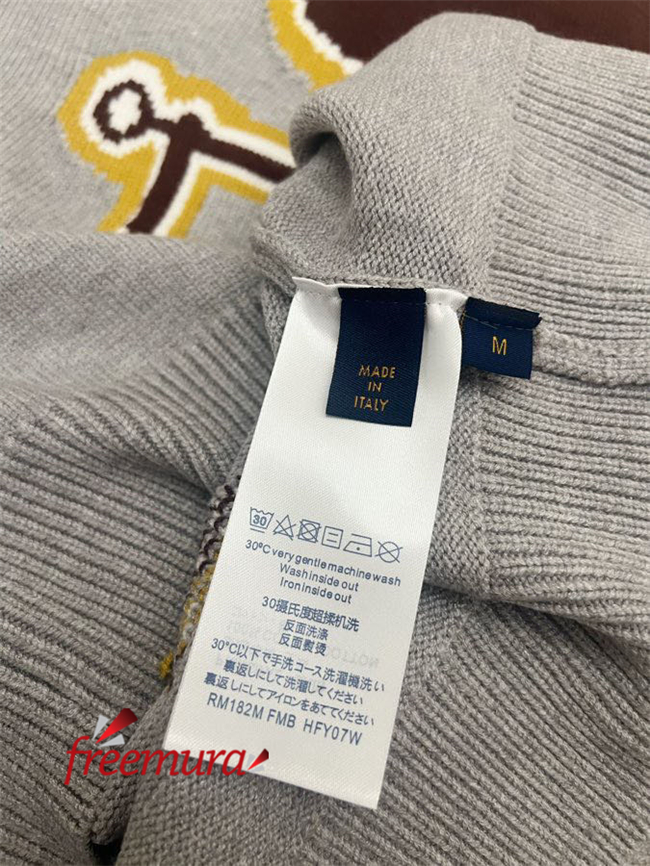 MADE
IN
ITALY
M
30
30°C very gentle machine wash
Wash inside out
Iron inside out
30摄氏度超揉机洗
反面洗涤
反面熨烫
30°C以下で手洗コース洗濯機洗い
裏返しにして洗濯してください
裏返しにしてアイロンをあててください
RM182M FMB HFY07W
freemura